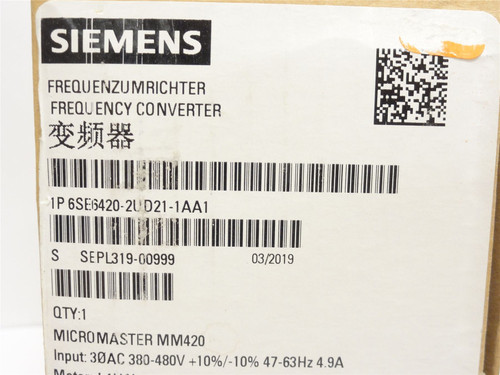 SIEMENS
FREQUENZUMRICHTER
FREQUENCY CONVERTER
变频器
1P 6SE6420-2UD21-1AA1
S SEPL319-00999 03/2019
QTY:1
MICROMASTER MM420
Input: 3ØAC 380-480V +10%/-10% 47-63Hz 4.9A